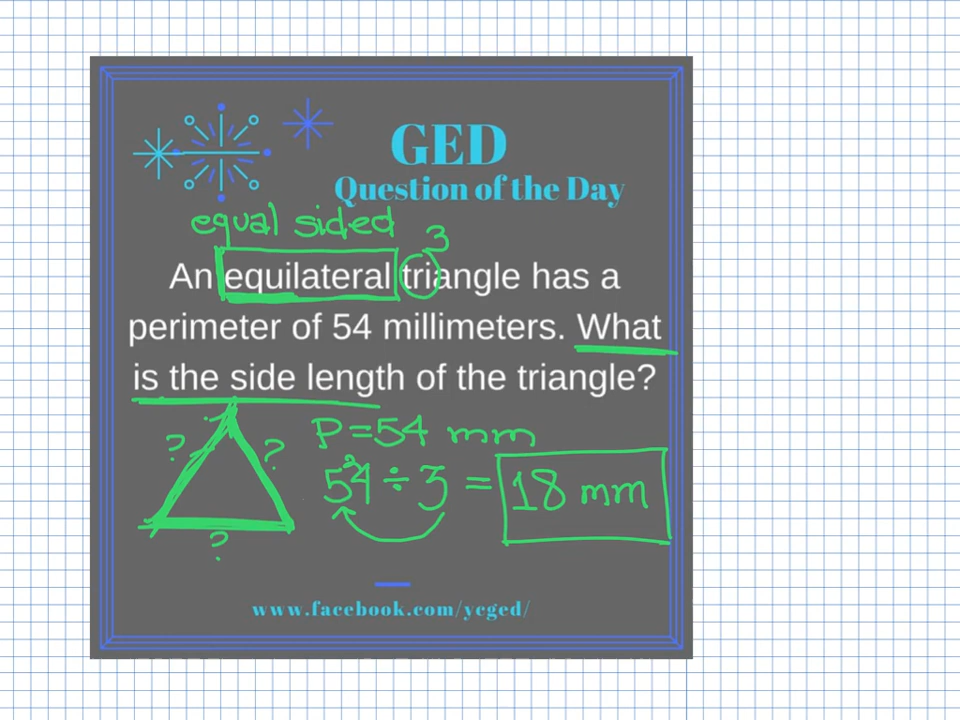 GED
Question of the Day
equal sided
3
An equilateral triangle has a
perimeter of 54 millimeters. What
is the side length of the triangle?
? ? P=54 mm
54 ÷ 3 = 18 mm
2
?
www.facebook.com/ycged/